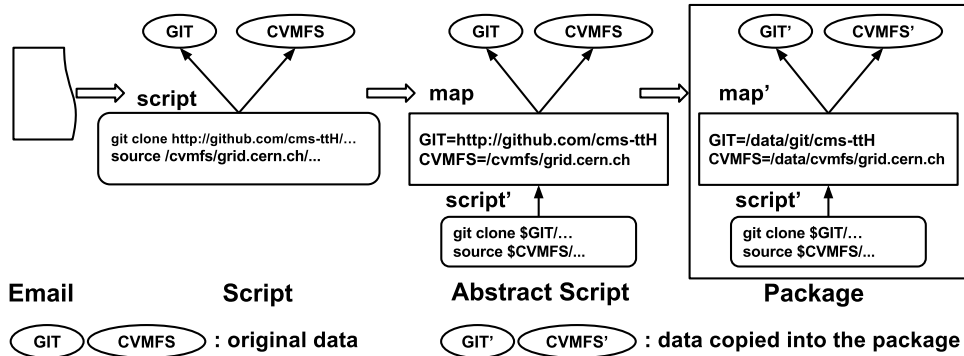 GIT CVMFS GIT CVMFS GIT’ CVMFS’
script map map’
git clone http://github.com/cms-ttH/…
source /cvmfs/grid.cern.ch/...
GIT=http://github.com/cms-ttH
CVMFS=/cvmfs/grid.cern.ch
GIT=/data/git/cms-ttH
CVMFS=/data/cvmfs/grid.cern.ch
script’ script’
git clone $GIT/…
source $CVMFS/...
git clone $GIT/…
source $CVMFS/...
Email Script Abstract Script Package
GIT CVMFS : original data GIT’ CVMFS’ : data copied into the package